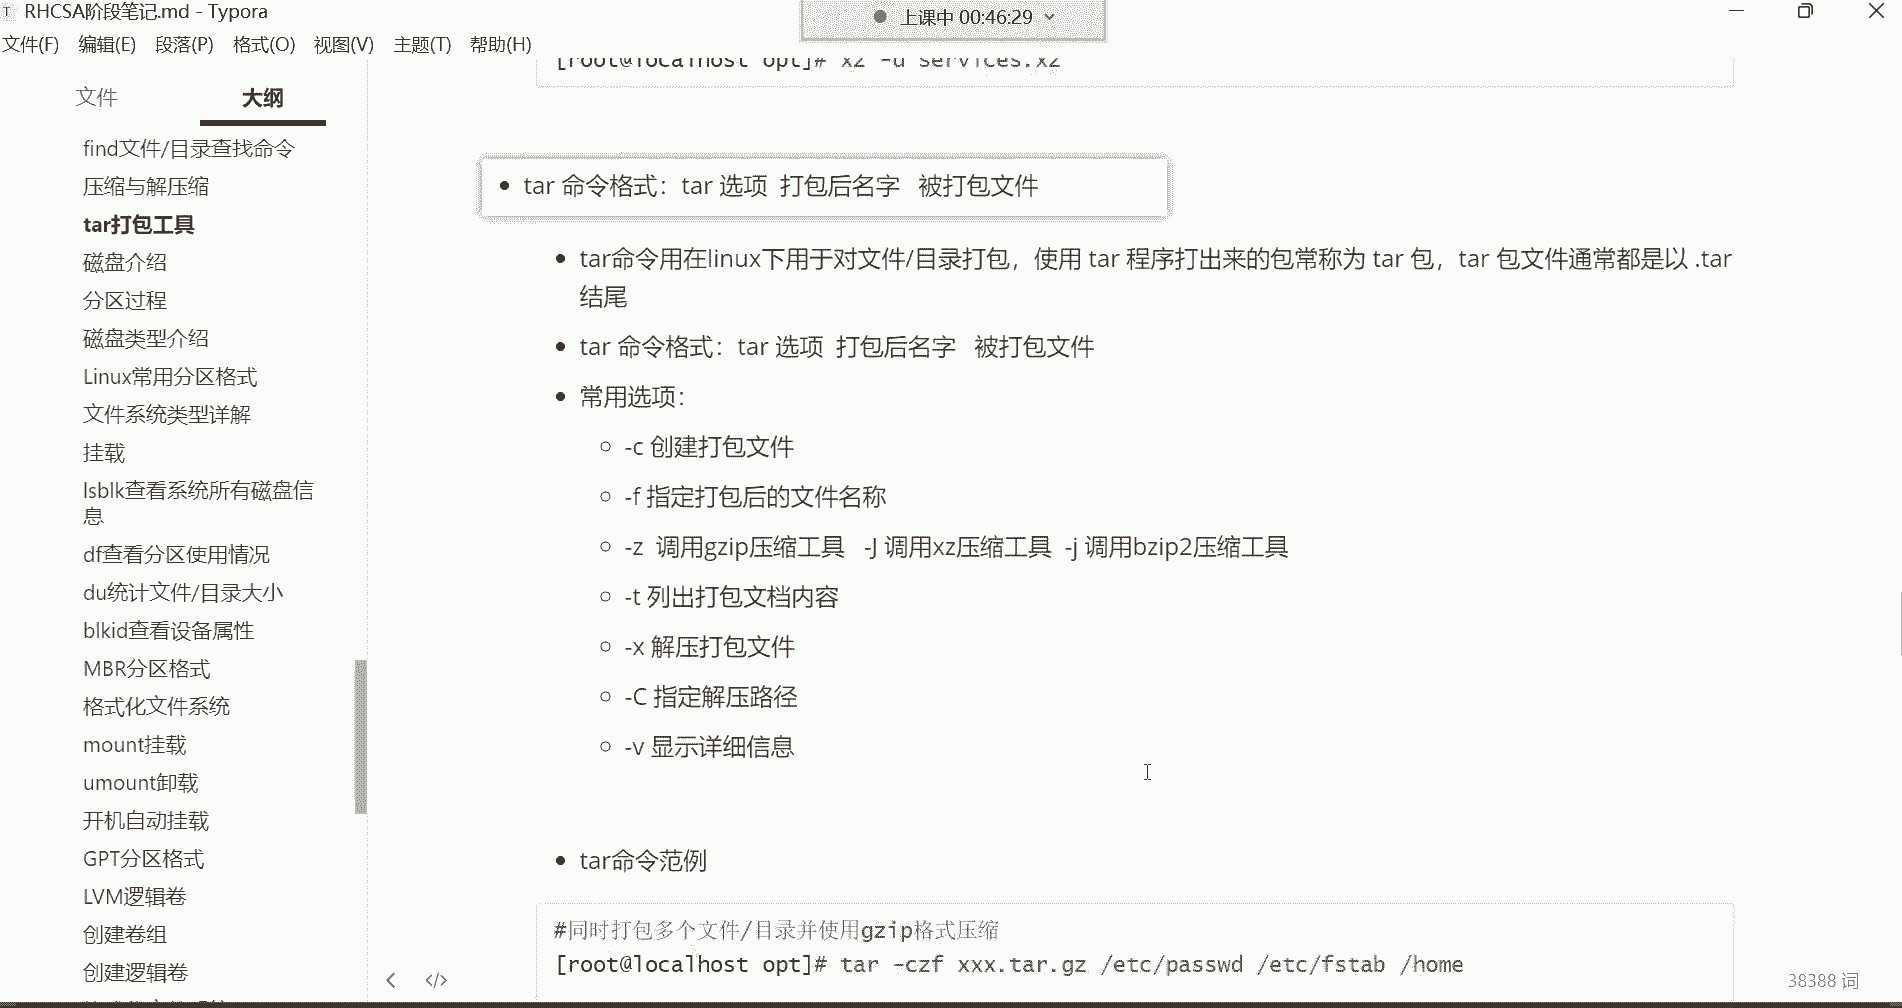 RHCSA阶段笔记.md - Typora
上课中 00:46:29
文件(F) 编辑(E) 段落(P) 格式(O) 视图(V) 主题(T) 帮助(H)
文件 大纲
find文件/目录查找命令
压缩与解压缩
tar打包工具
磁盘介绍
分区过程
磁盘类型介绍
Linux常用分区格式
文件系统类型详解
挂载
lsblk查看系统所有磁盘信
息
df查看分区使用情况
du统计文件/目录大小
blkid查看设备属性
MBR分区格式
格式化文件系统
mount挂载
umount卸载
开机自动挂载
GPT分区格式
LVM逻辑卷
创建卷组
创建逻辑卷
[root@localhost opt]# xz -d services.xz
tar 命令格式：tar 选项 打包后名字 被打包文件
tar命令用在linux下用于对文件/目录打包，使用 tar 程序打出来的包常称为 tar 包，tar 包文件通常都是以 .tar
结尾
tar 命令格式：tar 选项 打包后名字 被打包文件
常用选项：
-c 创建打包文件
-f 指定打包后的文件名称
-z 调用gzip压缩工具 -J 调用xz压缩工具 -j 调用bzip2压缩工具
-t 列出打包文档内容
-x 解压打包文件
-C 指定解压路径
-v 显示详细信息
tar命令范例
#同时打包多个文件/目录并使用gzip格式压缩
[root@localhost opt]# tar -czf xxx.tar.gz /etc/passwd /etc/fstab /home
38388 词